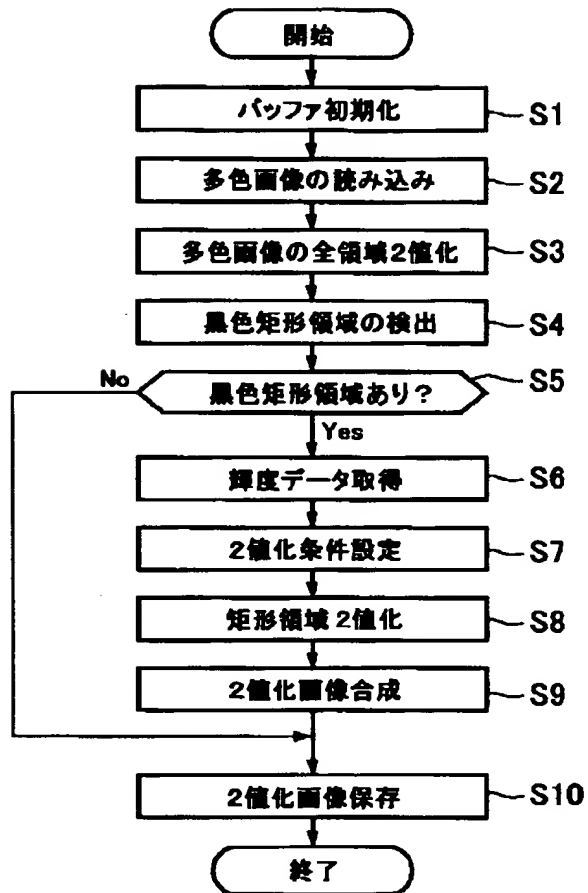 開始
バッファ初期化 S1
多色画像の読み込み S2
多色画像の全領域2値化 S3
黒色矩形領域の検出 S4
No 黒色矩形領域あり? S5
Yes
輝度データ取得 S6
2値化条件設定 S7
矩形領域2値化 S8
2値化画像合成 S9
2値化画像保存 S10
終了